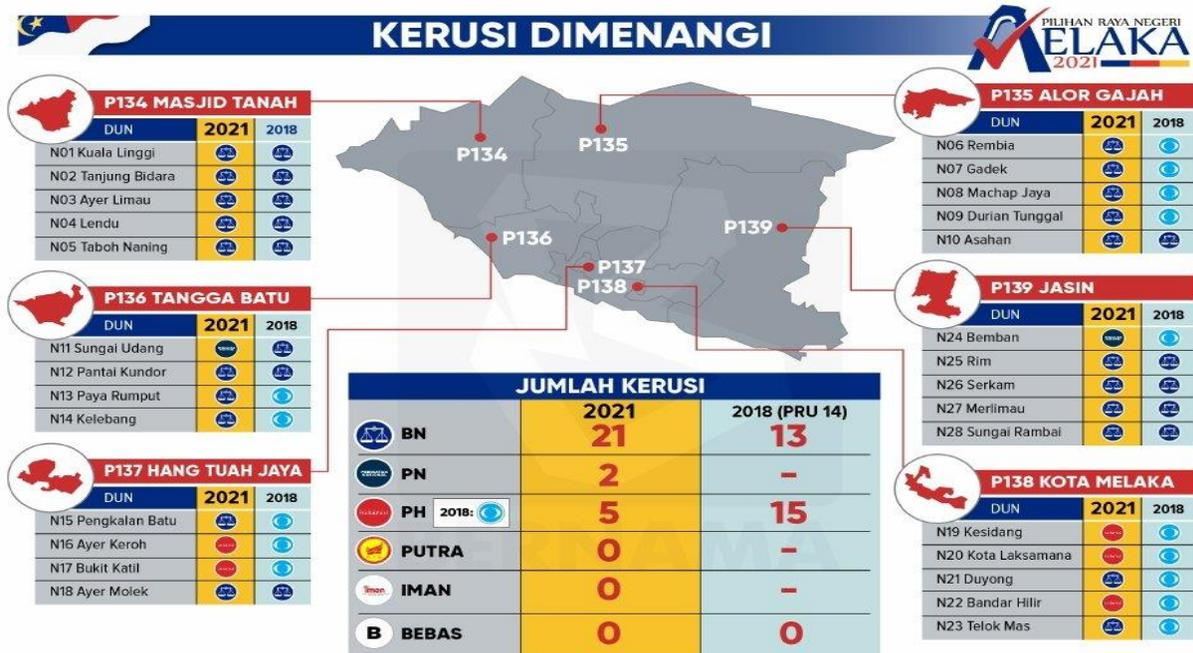 KERUSI DIMENANGI
PILIHAN RAYA NEGERI
MELAKA
2021
P134 MASJID TANAH
DUN 2021 2018
N01 Kuala Linggi
N02 Tanjung Bidara
N03 Ayer Limau
N04 Lendu
N05 Taboh Naning
P136 TANGGA BATU
DUN 2021 2018
N11 Sungai Udang
N12 Pantai Kundor
N13 Paya Rumput
N14 Kelebang
P137 HANG TUAH JAYA
DUN 2021 2018
N15 Pengkalan Batu
N16 Ayer Keroh
N17 Bukit Katil
N18 Ayer Molek
P134
P135
P136
P139
P137
P138
JUMLAH KERUSI
2021 2018 (PRU 14)
BN 21 13
PN 2 -
PH 2018: 5 15
PUTRA 0 -
Iman IMAN 0 -
B BEBAS 0 0
BERNAMA
P135 ALOR GAJAH
DUN 2021 2018
N06 Rembia
N07 Gadek
N08 Machap Jaya
N09 Durian Tunggal
N10 Asahan
P139 JASIN
DUN 2021 2018
N24 Bemban
N25 Rim
N26 Serkam
N27 Merlimau
N28 Sungai Rambai
P138 KOTA MELAKA
DUN 2021 2018
N19 Kesidang
N20 Kota Laksamana
N21 Duyong
N22 Bandar Hilir
N23 Telok Mas